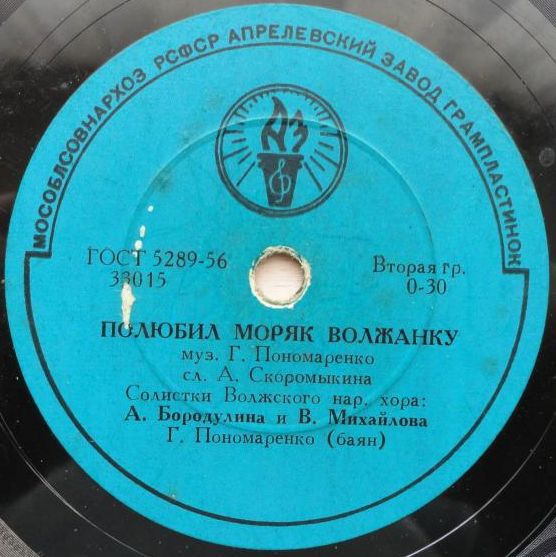 МОСОБЛСОВНАРХОЗ РСФСР АПРЕЛЕВСКИЙ ЗАВОД ГРАМПЛАСТИНОК
ГОСТ 5289-56
33015
Вторая гр.
0-30
ПОЛЮБИЛ МОРЯК ВОЛЖАНКУ
муз. Г. Пономаренко
сл. А. Скоромыкина
Солистки Волжского нар. хора:
А. Бородулина и В. Михайлова
Г. Пономаренко (баян)